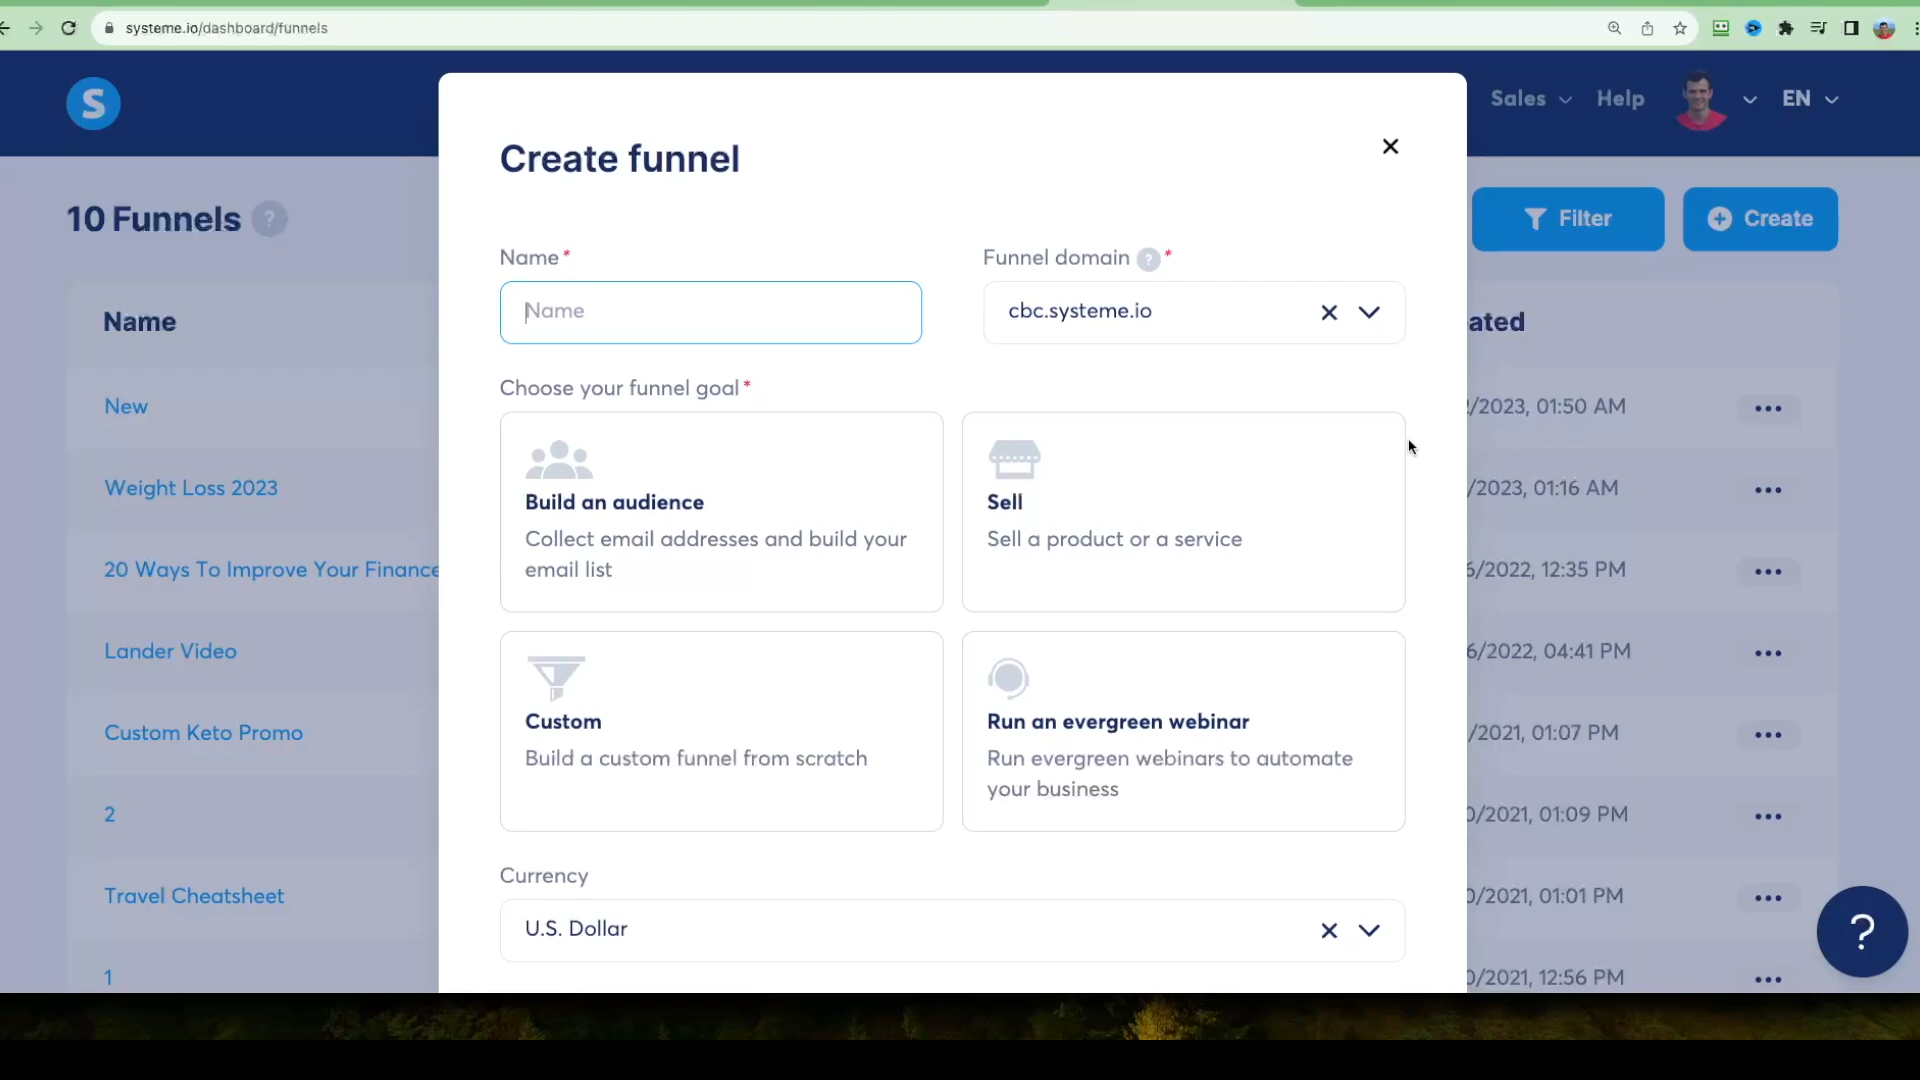 systeme.io/dashboard/funnels
S
Sales
Help
EN
Create funnel
10 Funnels ?
Filter
Create
Name*
Funnel domain ? *
Name
cbc.systeme.io
Name
ated
Choose your funnel goal*
New
/2023, 01:50 AM
Build an audience
Collect email addresses and build your
email list
Sell
Sell a product or a service
Weight Loss 2023
/2023, 01:16 AM
20 Ways To Improve Your Finance
6/2022, 12:35 PM
Lander Video
6/2022, 04:41 PM
Custom
Build a custom funnel from scratch
Run an evergreen webinar
Run evergreen webinars to automate
your business
Custom Keto Promo
/2021, 01:07 PM
2
0/2021, 01:09 PM
Currency
U.S. Dollar
Travel Cheatsheet
0/2021, 01:01 PM
?
1
0/2021, 12:56 PM